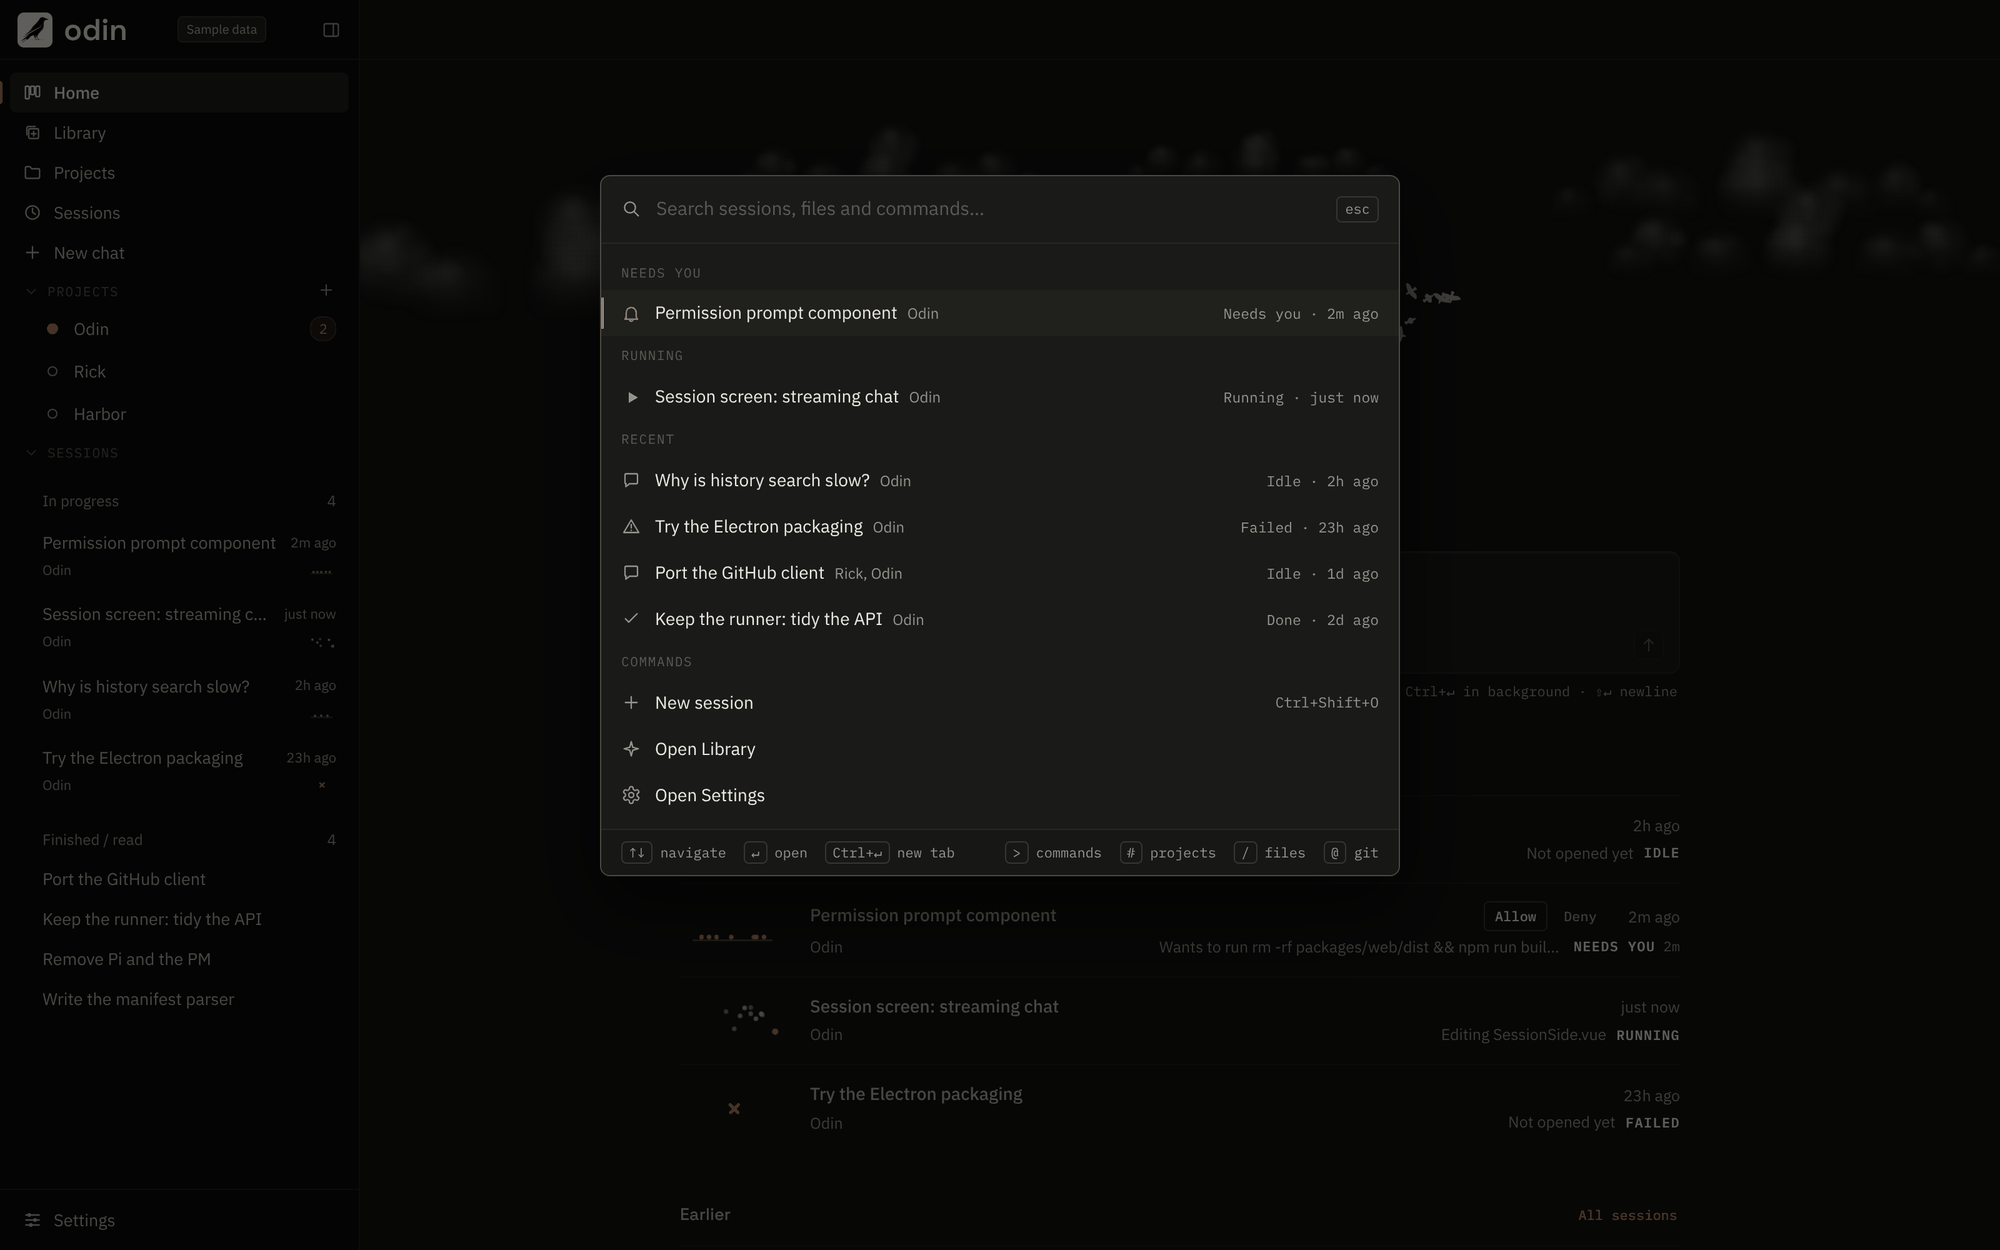 odin
Sample data
Home
Library
Projects
Sessions
New chat
PROJECTS
Odin 2
Rick
Harbor
SESSIONS
In progress 4
Permission prompt component 2m ago
Odin
Session screen: streaming c... just now
Odin
Why is history search slow? 2h ago
Odin
Try the Electron packaging 23h ago
Odin
Finished / read 4
Port the GitHub client
Keep the runner: tidy the API
Remove Pi and the PM
Write the manifest parser
Settings
Search sessions, files and commands... esc
NEEDS YOU
Permission prompt component Odin Needs you · 2m ago
RUNNING
Session screen: streaming chat Odin Running · just now
RECENT
Why is history search slow? Odin Idle · 2h ago
Try the Electron packaging Odin Failed · 23h ago
Port the GitHub client Rick, Odin Idle · 1d ago
Keep the runner: tidy the API Odin Done · 2d ago
COMMANDS
New session Ctrl+Shift+O
Open Library
Open Settings
↑↓ navigate ↵ open Ctrl+↵ new tab > commands # projects / files @ git
Ctrl+↵ in background · ⇧↵ newline
2h ago
Not opened yet IDLE
Permission prompt component Allow Deny 2m ago
Odin Wants to run rm -rf packages/web/dist && npm run buil... NEEDS YOU 2m
Session screen: streaming chat just now
Odin Editing SessionSide.vue RUNNING
Try the Electron packaging 23h ago
Odin Not opened yet FAILED
Earlier All sessions